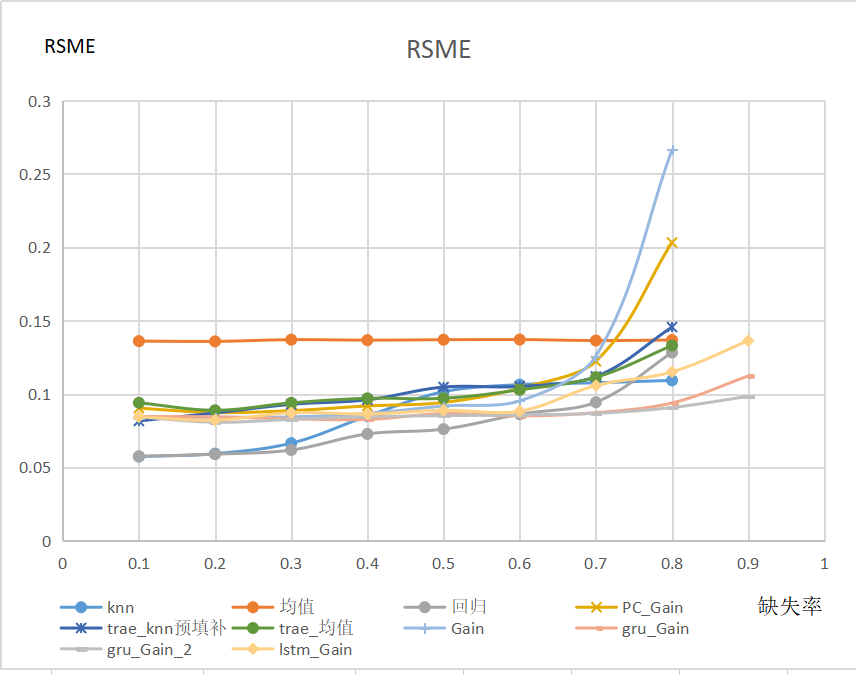 RSME
RSME
0.3
0.25
0.2
0.15
0.1
0.05
0
0 0.1 0.2 0.3 0.4 0.5 0.6 0.7 0.8 0.9 1
缺失率
knn 均值 回归 PC_Gain
trae_knn预填补 trae_均值 Gain gru_Gain
gru_Gain_2 lstm_Gain